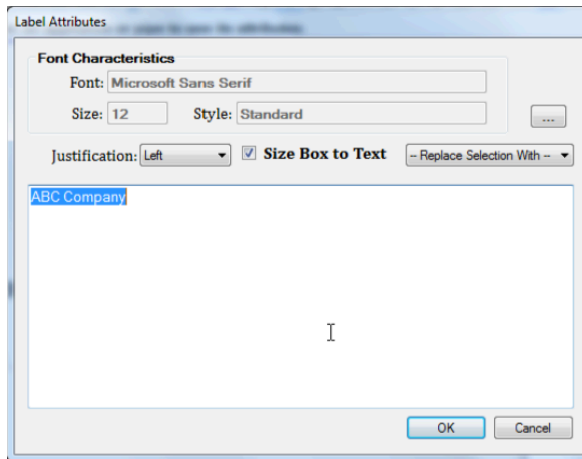 Label Attributes
Font Characteristics
Font: Microsoft Sans Serif
Size: 12 Style: Standard
...
Justification: Left Size Box to Text -- Replace Selection With --
ABC Company
OK Cancel